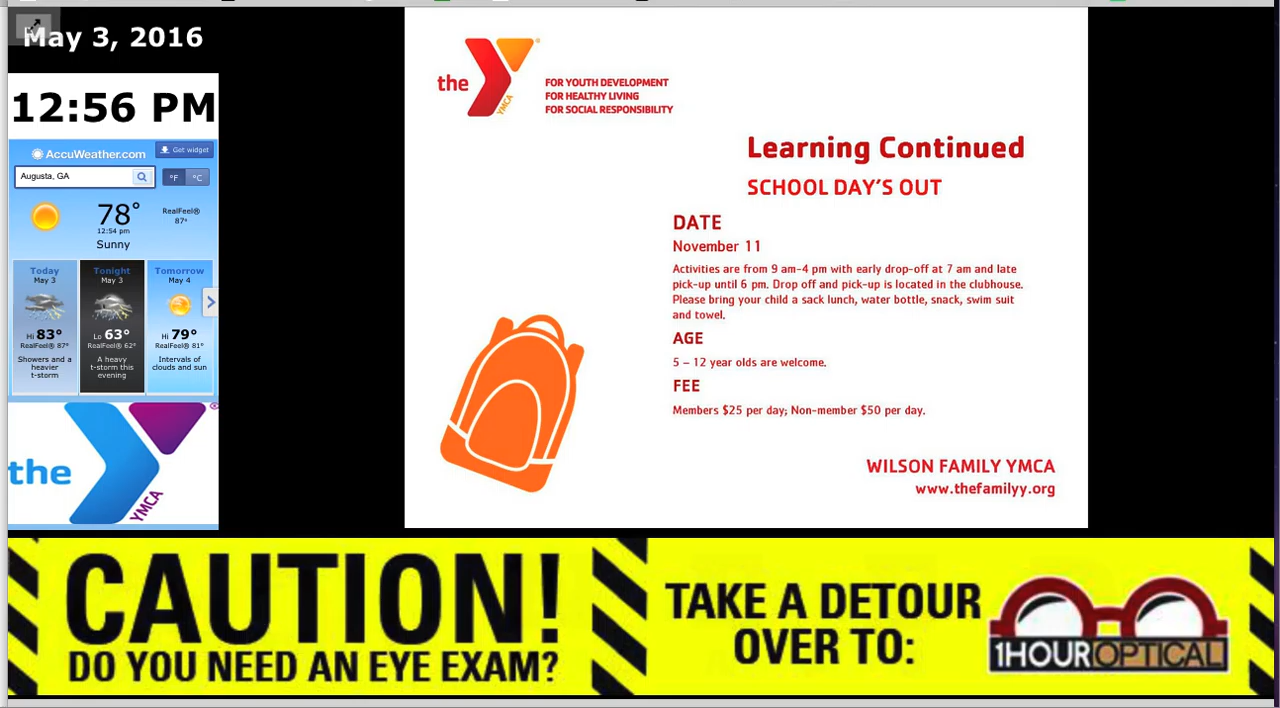 May 3, 2016
12:56 PM
AccuWeather.com
Get widget
Augusta, GA
°F
°C
78°
12:54 pm
Sunny
RealFeel®
87°
Today
May 3
Hi 83°
RealFeel® 87°
Showers and a
heavier
t-storm
Tonight
May 3
Lo 63°
RealFeel® 62°
A heavy
t-storm this
evening
Tomorrow
May 4
Hi 79°
RealFeel® 81°
Intervals of
clouds and sun
the
YMCA
®
the
YMCA
®
FOR YOUTH DEVELOPMENT
FOR HEALTHY LIVING
FOR SOCIAL RESPONSIBILITY
Learning Continued
SCHOOL DAY'S OUT
DATE
November 11
Activities are from 9 am-4 pm with early drop-off at 7 am and late
pick-up until 6 pm. Drop off and pick-up is located in the clubhouse.
Please bring your child a sack lunch, water bottle, snack, swim suit
and towel.
AGE
5 – 12 year olds are welcome.
FEE
Members $25 per day; Non-member $50 per day.
WILSON FAMILY YMCA
www.thefamilyy.org
CAUTION!
DO YOU NEED AN EYE EXAM?
TAKE A DETOUR
OVER TO:
1HOUROPTICAL